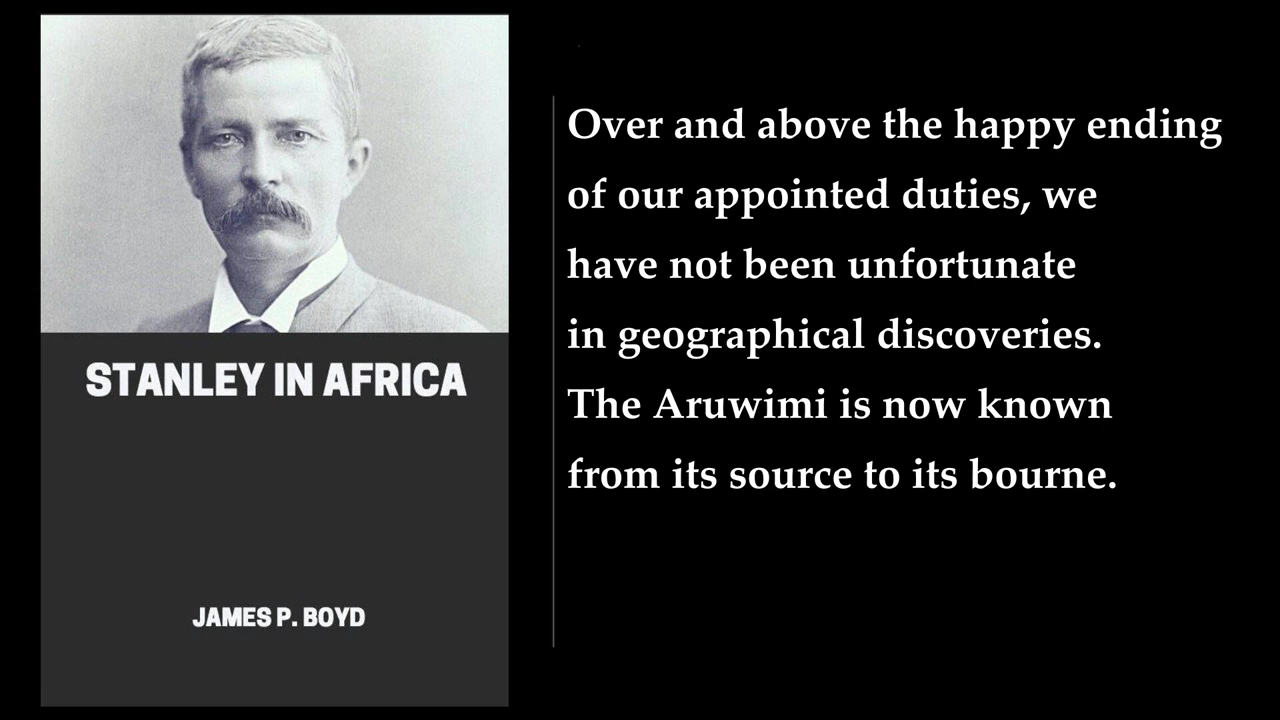 STANLEY IN AFRICA
JAMES P. BOYD
Over and above the happy ending
of our appointed duties, we
have not been unfortunate
in geographical discoveries.
The Aruwimi is now known
from its source to its bourne.